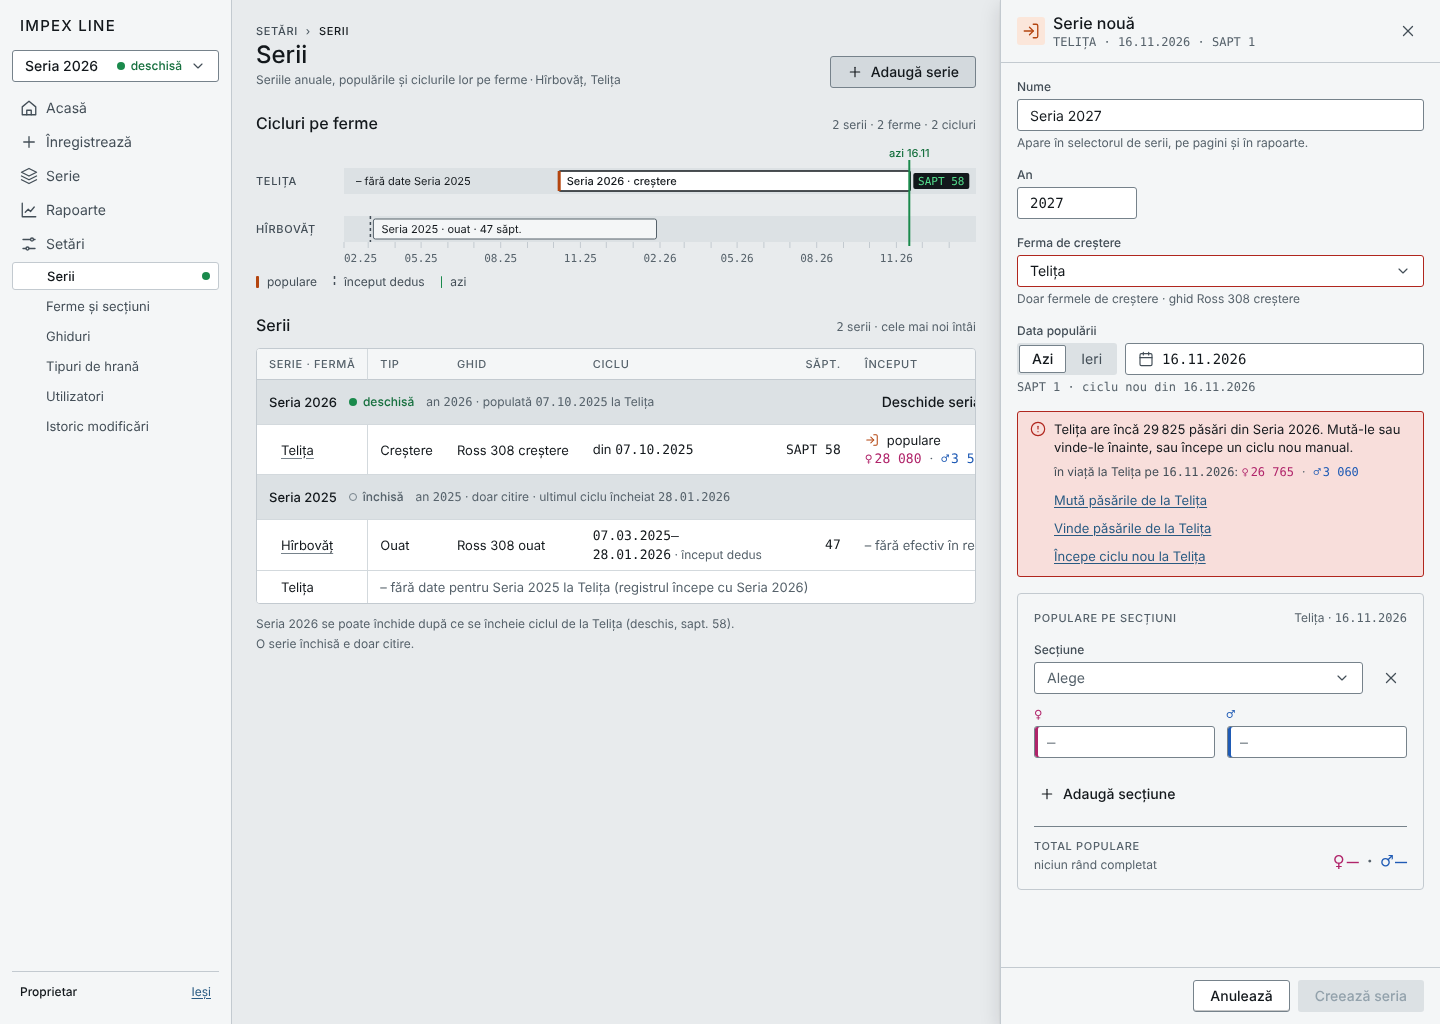 IMPEX LINE
Seria 2026 deschisă
Acasă
Înregistrează
Serie
Rapoarte
Setări
Serii
Ferme și secțiuni
Ghiduri
Tipuri de hrană
Utilizatori
Istoric modificări
Proprietar Ieși
SETĂRI › SERII
Serii
Seriile anuale, populările și ciclurile lor pe ferme · Hîrbovăț, Telița
+ Adaugă serie
Cicluri pe ferme
2 serii · 2 ferme · 2 cicluri
azi 16.11
TELIȚA – fără date Seria 2025 Seria 2026 · creștere SAPT 58
HÎRBOVĂȚ Seria 2025 · ouat · 47 săpt.
02.25 05.25 08.25 11.25 02.26 05.26 08.26 11.26
populare început dedus azi
Serii
2 serii · cele mai noi întâi
SERIE · FERMĂ TIP GHID CICLU SĂPT. ÎNCEPUT
Seria 2026 deschisă an 2026 · populată 07.10.2025 la Telița Deschide seria
Telița Creștere Ross 308 creștere din 07.10.2025 SAPT 58 populare
♀28 080 · ♂3 5
Seria 2025 închisă an 2025 · doar citire · ultimul ciclu încheiat 28.01.2026
Hîrbovăț Ouat Ross 308 ouat 07.03.2025–
28.01.2026 · început dedus 47 – fără efectiv în re
Telița – fără date pentru Seria 2025 la Telița (registrul începe cu Seria 2026)
Seria 2026 se poate închide după ce se încheie ciclul de la Telița (deschis, sapt. 58).
O serie închisă e doar citire.
Serie nouă
TELIȚA · 16.11.2026 · SAPT 1
Nume
Seria 2027
Apare în selectorul de serii, pe pagini și în rapoarte.
An
2027
Ferma de creștere
Telița
Doar fermele de creștere · ghid Ross 308 creștere
Data populării
Azi Ieri 16.11.2026
SAPT 1 · ciclu nou din 16.11.2026
Telița are încă 29 825 păsări din Seria 2026. Mută-le sau
vinde-le înainte, sau începe un ciclu nou manual.
în viață la Telița pe 16.11.2026: ♀26 765 · ♂3 060
Mută păsările de la Telița
Vinde păsările de la Telița
Începe ciclu nou la Telița
POPULARE PE SECȚIUNI Telița · 16.11.2026
Secțiune
Alege
♀ ♂
– –
+ Adaugă secțiune
TOTAL POPULARE
niciun rând completat ♀— · ♂—
Anulează Creează seria